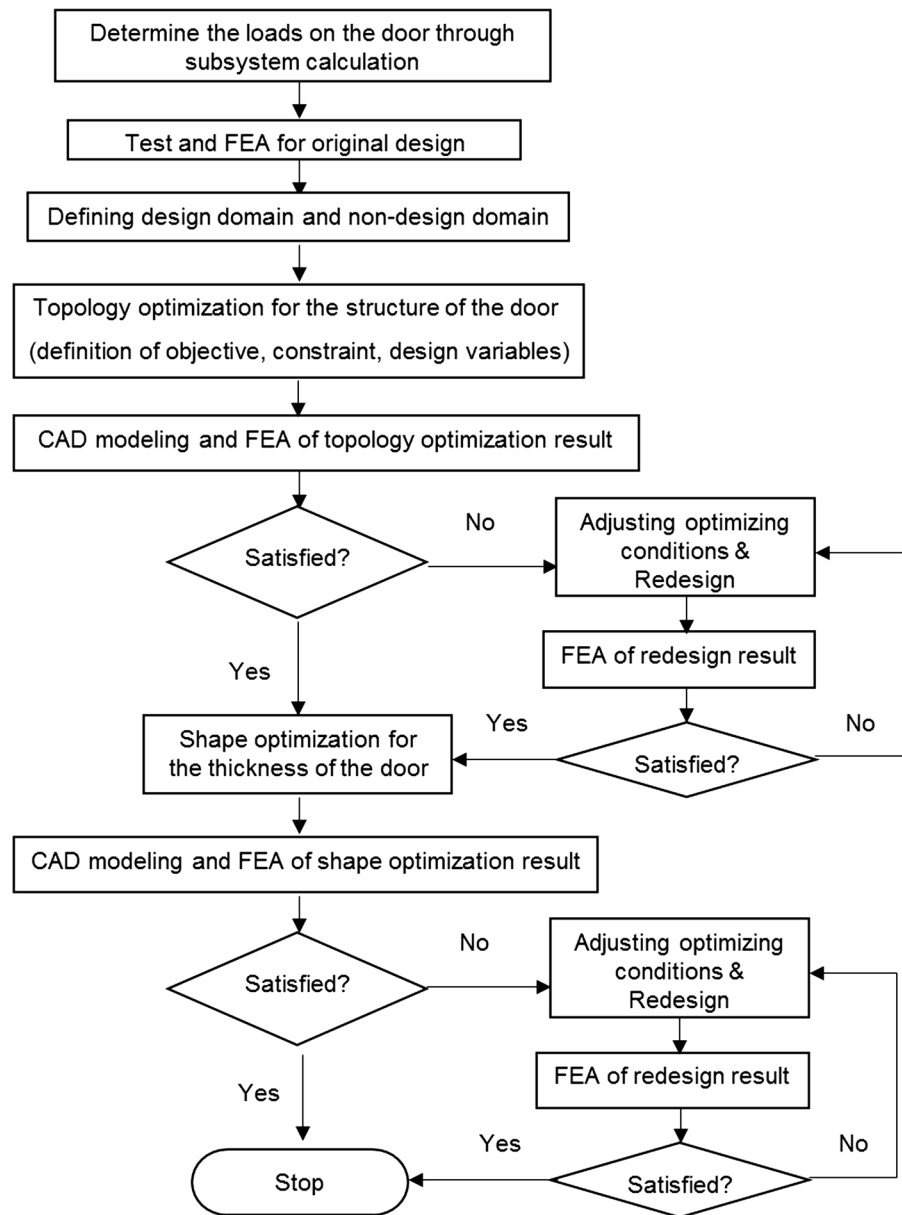 Determine the loads on the door through
subsystem calculation
Test and FEA for original design
Defining design domain and non-design domain
Topology optimization for the structure of the door
(definition of objective, constraint, design variables)
CAD modeling and FEA of topology optimization result
Satisfied?
No
Adjusting optimizing
conditions &
Redesign
FEA of redesign result
Yes
Yes
No
Satisfied?
Shape optimization for
the thickness of the door
CAD modeling and FEA of shape optimization result
Satisfied?
No
Adjusting optimizing
conditions &
Redesign
FEA of redesign result
Yes
Yes
No
Satisfied?
Stop